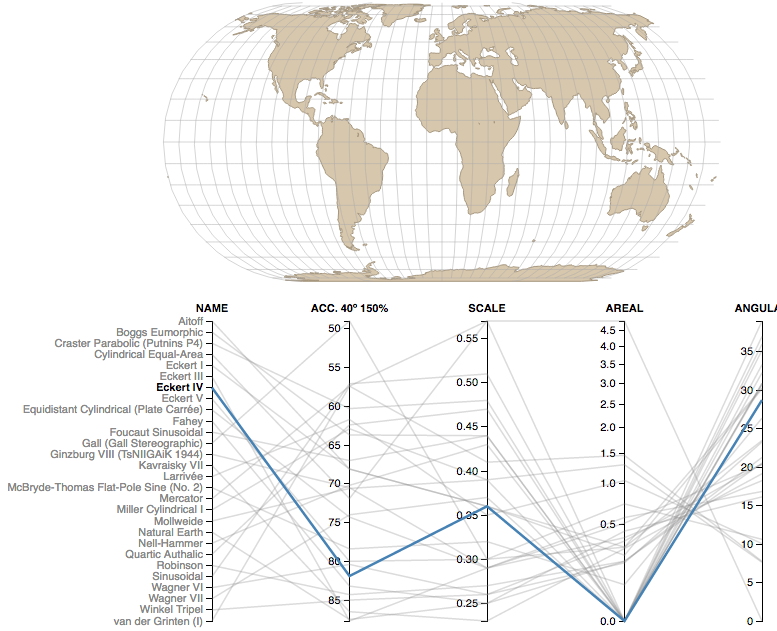 NAME ACC. 40º 150% SCALE AREAL ANGULA
Aitoff
Boggs Eumorphic
Craster Parabolic (Putnins P4)
Cylindrical Equal-Area
Eckert I
Eckert III
Eckert IV
Eckert V
Equidistant Cylindrical (Plate Carrée)
Fahey
Foucaut Sinusoidal
Gall (Gall Stereographic)
Ginzburg VIII (TsNIIGAiK 1944)
Kavraisky VII
Larrivée
McBryde-Thomas Flat-Pole Sine (No. 2)
Mercator
Miller Cylindrical I
Mollweide
Natural Earth
Nell-Hammer
Quartic Authalic
Robinson
Sinusoidal
Wagner VI
Wagner VII
Winkel Tripel
van der Grinten (I)
50
55
60
65
70
75
80
85
0.55
0.50
0.45
0.40
0.35
0.30
0.25
4.5
4.0
3.5
3.0
2.5
2.0
1.5
1.0
0.5
0.0
35
30
25
20
15
10
5
0